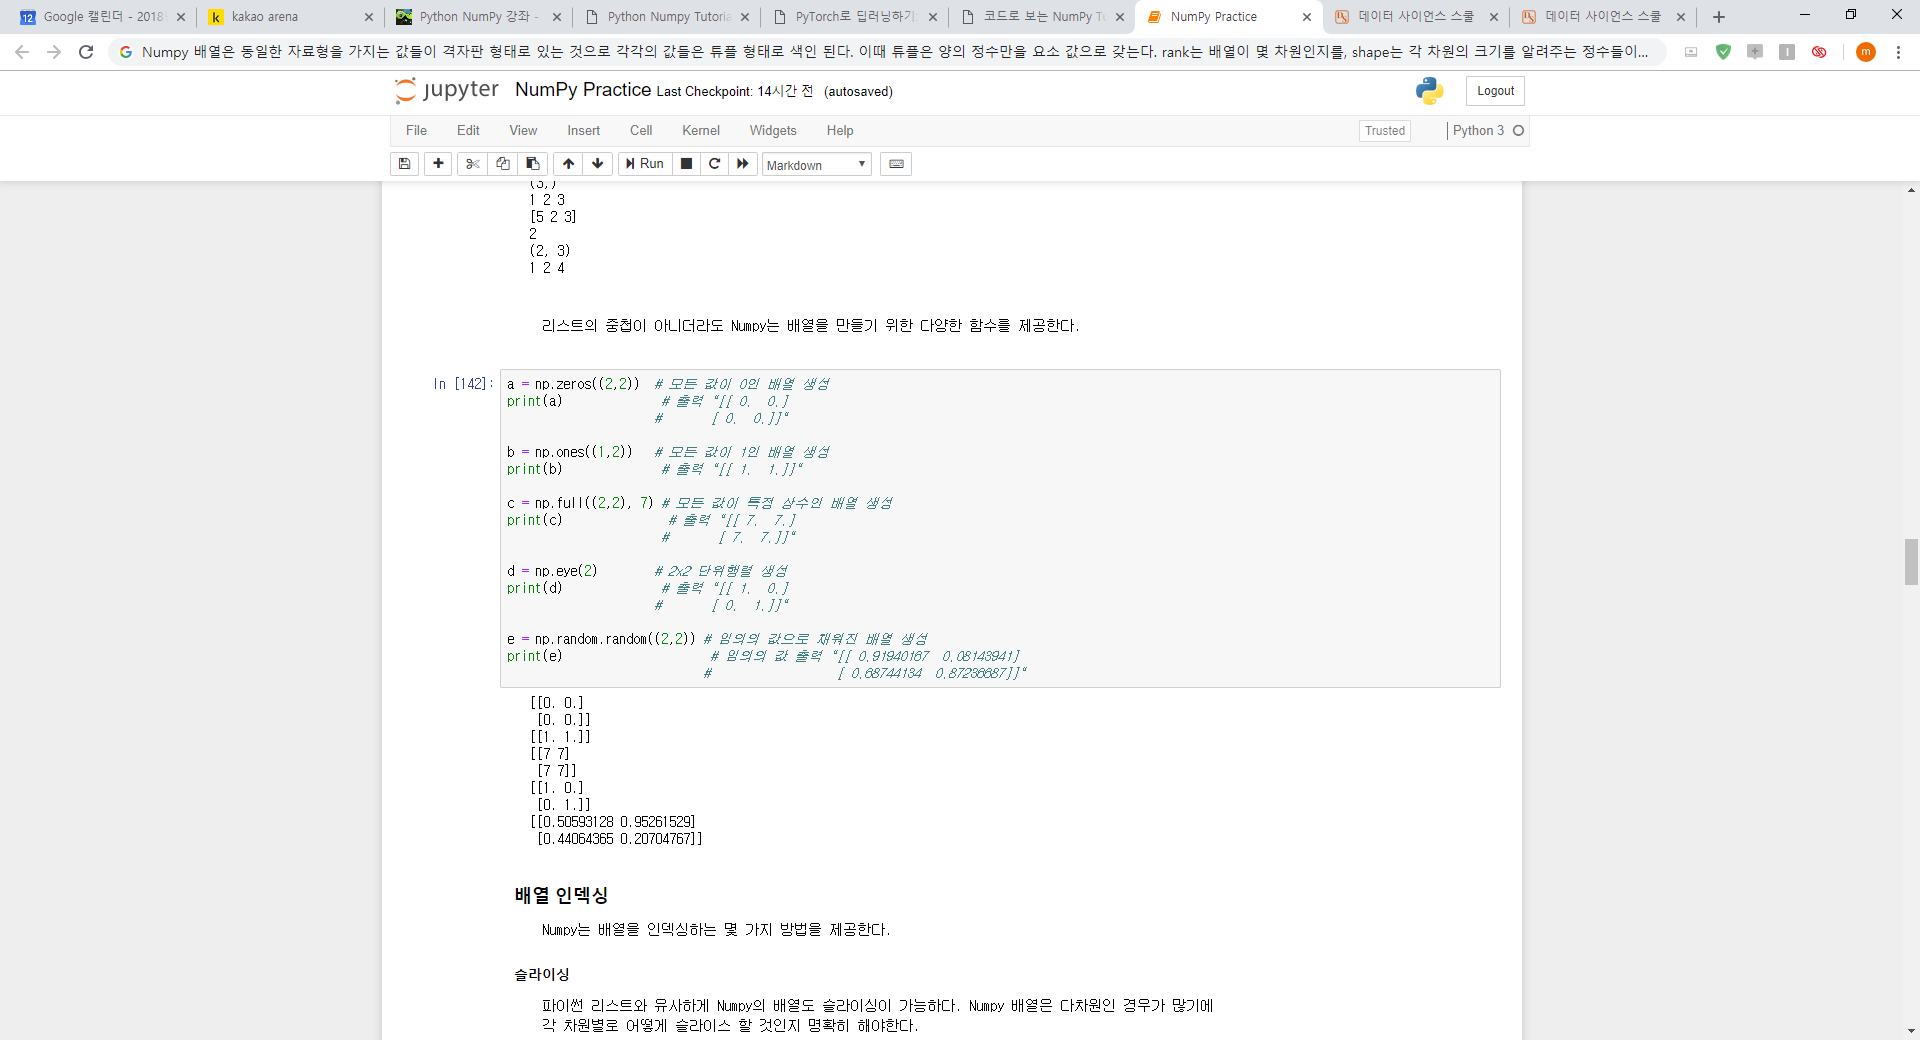 Google 캘린더 - 2018
kakao arena
Python NumPy 강좌 -
Python Numpy Tutoria
PyTorch로 딥러닝하기:
코드로 보는 NumPy Tu
NumPy Practice
데이터 사이언스 스쿨
데이터 사이언스 스쿨
Numpy 배열은 동일한 자료형을 가지는 값들이 격자판 형태로 있는 것으로 각각의 값들은 튜플 형태로 색인 된다. 이때 튜플은 양의 정수만을 요소 값으로 갖는다. rank는 배열이 몇 차원인지를, shape는 각 차원의 크기를 알려주는 정수들이...
m
jupyter NumPy Practice Last Checkpoint: 14시간 전 (autosaved)
Logout
File Edit View Insert Cell Kernel Widgets Help
Trusted
Python 3
Run
Markdown
(3,)
1 2 3
[5 2 3]
2
(2, 3)
1 2 4
리스트의 중첩이 아니더라도 Numpy는 배열을 만들기 위한 다양한 함수를 제공한다.
In [142]:
a = np.zeros((2,2))  # 모든 값이 0인 배열 생성
print(a)              # 출력 "[[ 0.  0.]
#       [ 0.  0.]]"
b = np.ones((1,2))   # 모든 값이 1인 배열 생성
print(b)              # 출력 "[[ 1.  1.]]"
c = np.full((2,2), 7) # 모든 값이 특정 상수인 배열 생성
print(c)               # 출력 "[[ 7.  7.]
#       [ 7.  7.]]"
d = np.eye(2)        # 2x2 단위행렬 생성
print(d)              # 출력 "[[ 1.  0.]
#       [ 0.  1.]]"
e = np.random.random((2,2)) # 임의의 값으로 채워진 배열 생성
print(e)                     # 임의의 값 출력 "[[ 0.91940167  0.08143941]
#                  [ 0.68744134  0.87236687]]"
[[0. 0.]
[0. 0.]]
[[1. 1.]]
[[7 7]
[7 7]]
[[1. 0.]
[0. 1.]]
[[0.50593128 0.95261529]
[0.44064365 0.20704767]]
배열 인덱싱
Numpy는 배열을 인덱싱하는 몇 가지 방법을 제공한다.
슬라이싱
파이썬 리스트와 유사하게 Numpy의 배열도 슬라이싱이 가능하다. Numpy 배열은 다차원인 경우가 많기에
각 차원별로 어떻게 슬라이스 할 것인지 명확히 해야한다.